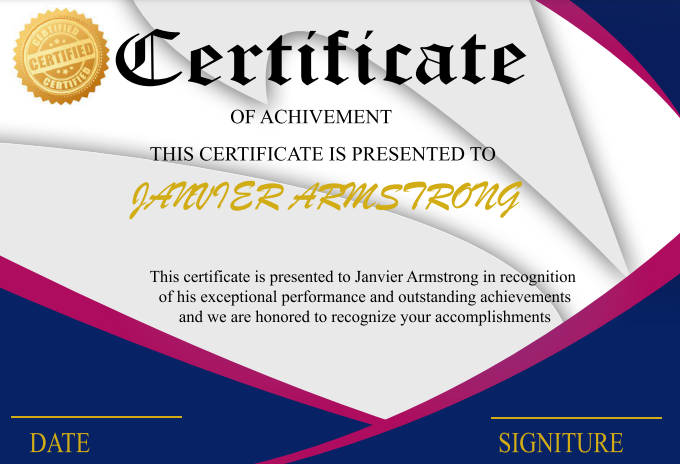 CERTIFIED
CERTIFIED
CERTIFIED
Certificate
OF ACHIVEMENT
THIS CERTIFICATE IS PRESENTED TO
JANVIER ARMSTRONG
This certificate is presented to Janvier Armstrong in recognition
of his exceptional performance and outstanding achievements
and we are honored to recognize your accomplishments
DATE
SIGNITURE